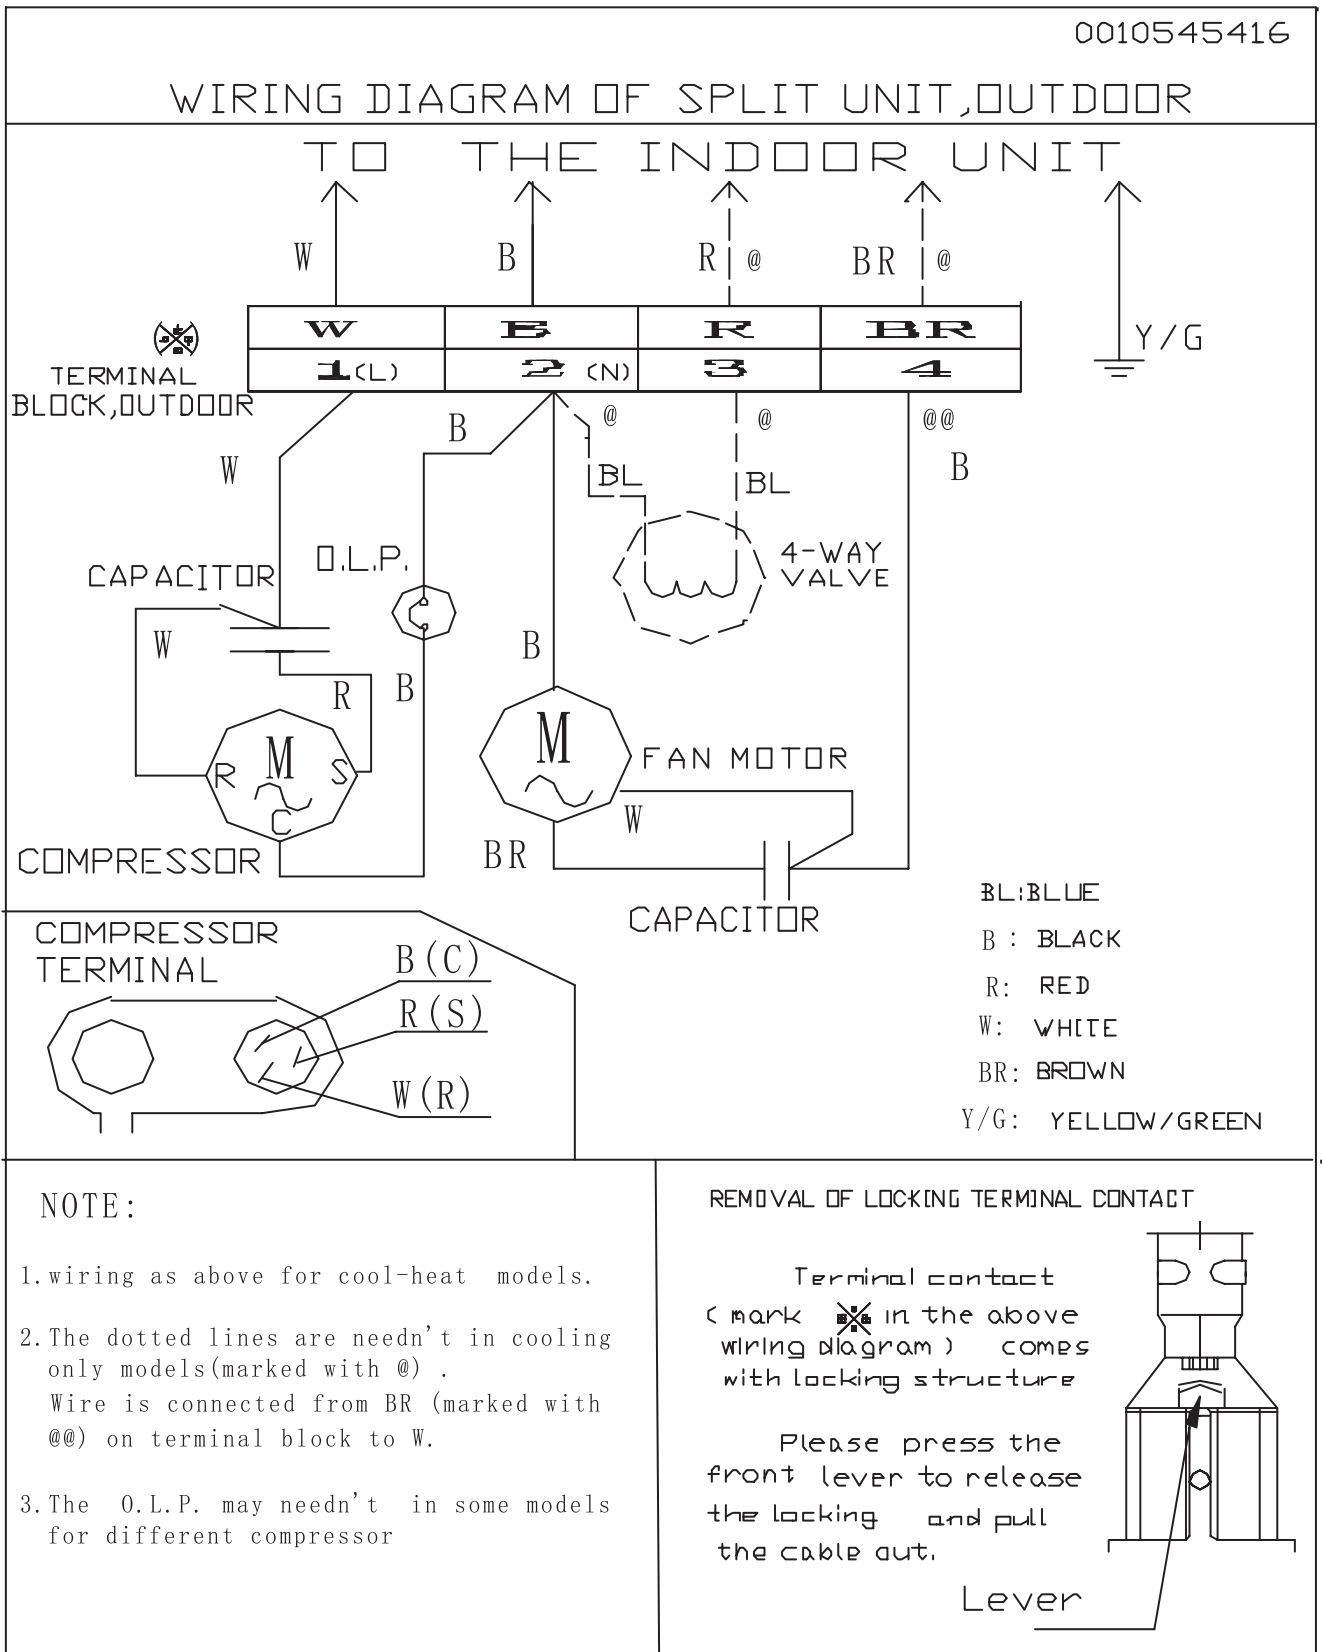 0010545416
WIRING DIAGRAM OF SPLIT UNIT,OUTDOOR
TO THE INDOOR UNIT
W B R @ BR @
Y/G
W B R BR
1(L) 2 (N) 3 4
TERMINAL
BLOCK,OUTDOOR
W B @ @ @@
B
BL BL
O.L.P.
4-WAY
VALVE
CAPACITOR
W R B B
M
R S
C
COMPRESSOR
M
FAN MOTOR
W
BR
CAPACITOR
COMPRESSOR
TERMINAL
B(C)
R(S)
W(R)
BL:BLUE
B : BLACK
R: RED
W: WHITE
BR: BROWN
Y/G: YELLOW/GREEN
NOTE:
1.wiring as above for cool-heat models.
2.The dotted lines are needn't in cooling
only models(marked with @) .
Wire is connected from BR (marked with
@@) on terminal block to W.
3.The O.L.P. may needn't in some models
for different compressor
REMOVAL OF LOCKING TERMINAL CONTACT
Terminal contact
( mark ※ in the above
wiring diagram ) comes
with locking structure
Please press the
front lever to release
the locking and pull
the cable out.
Lever